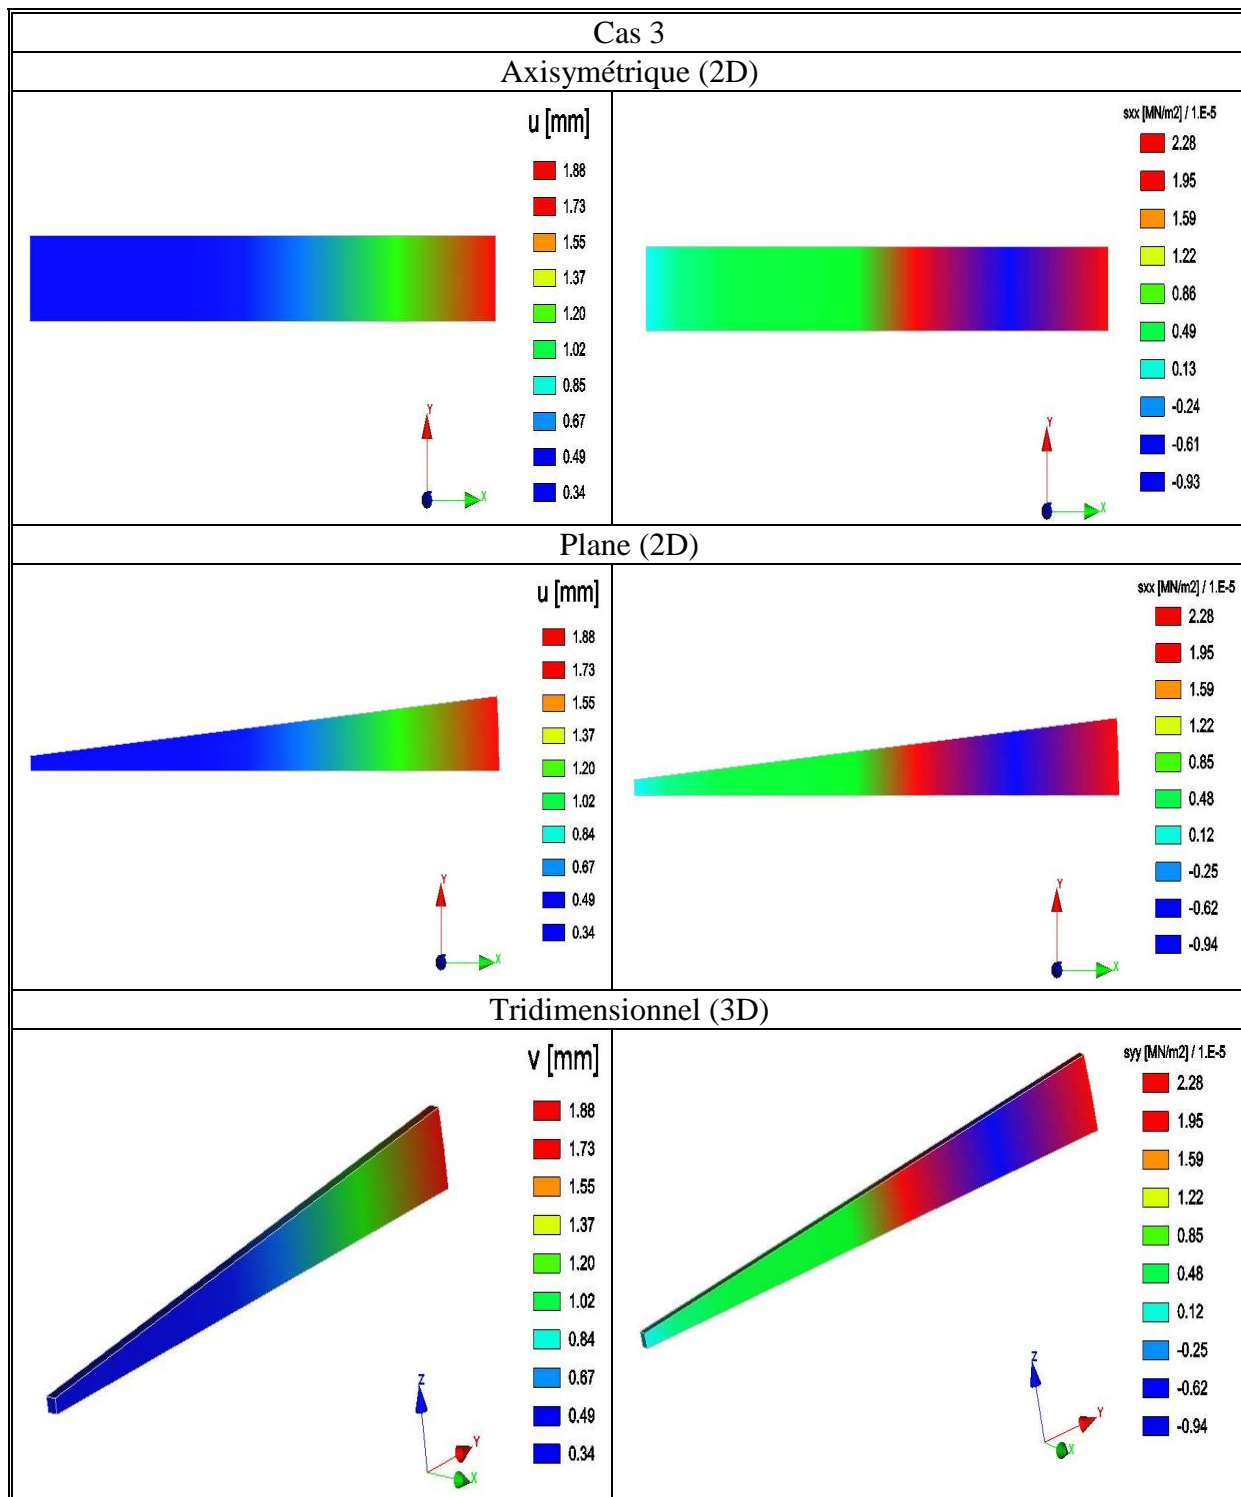 Cas 3
Axisymétrique (2D)
u [mm]
1.88
1.73
1.55
1.37
1.20
1.02
0.85
0.67
0.49
0.34
Y
X
sxx [MN/m2] / 1.E-5
2.28
1.95
1.59
1.22
0.86
0.49
0.13
-0.24
-0.61
-0.93
Y
X
Plane (2D)
u [mm]
1.88
1.73
1.55
1.37
1.20
1.02
0.84
0.67
0.49
0.34
Y
X
sxx [MN/m2] / 1.E-5
2.28
1.95
1.59
1.22
0.85
0.48
0.12
-0.25
-0.62
-0.94
Y
X
Tridimensionnel (3D)
v [mm]
1.88
1.73
1.55
1.37
1.20
1.02
0.84
0.67
0.49
0.34
Z
Y
X
syy [MN/m2] / 1.E-5
2.28
1.95
1.59
1.22
0.85
0.48
0.12
-0.25
-0.62
-0.94
Z
Y
X